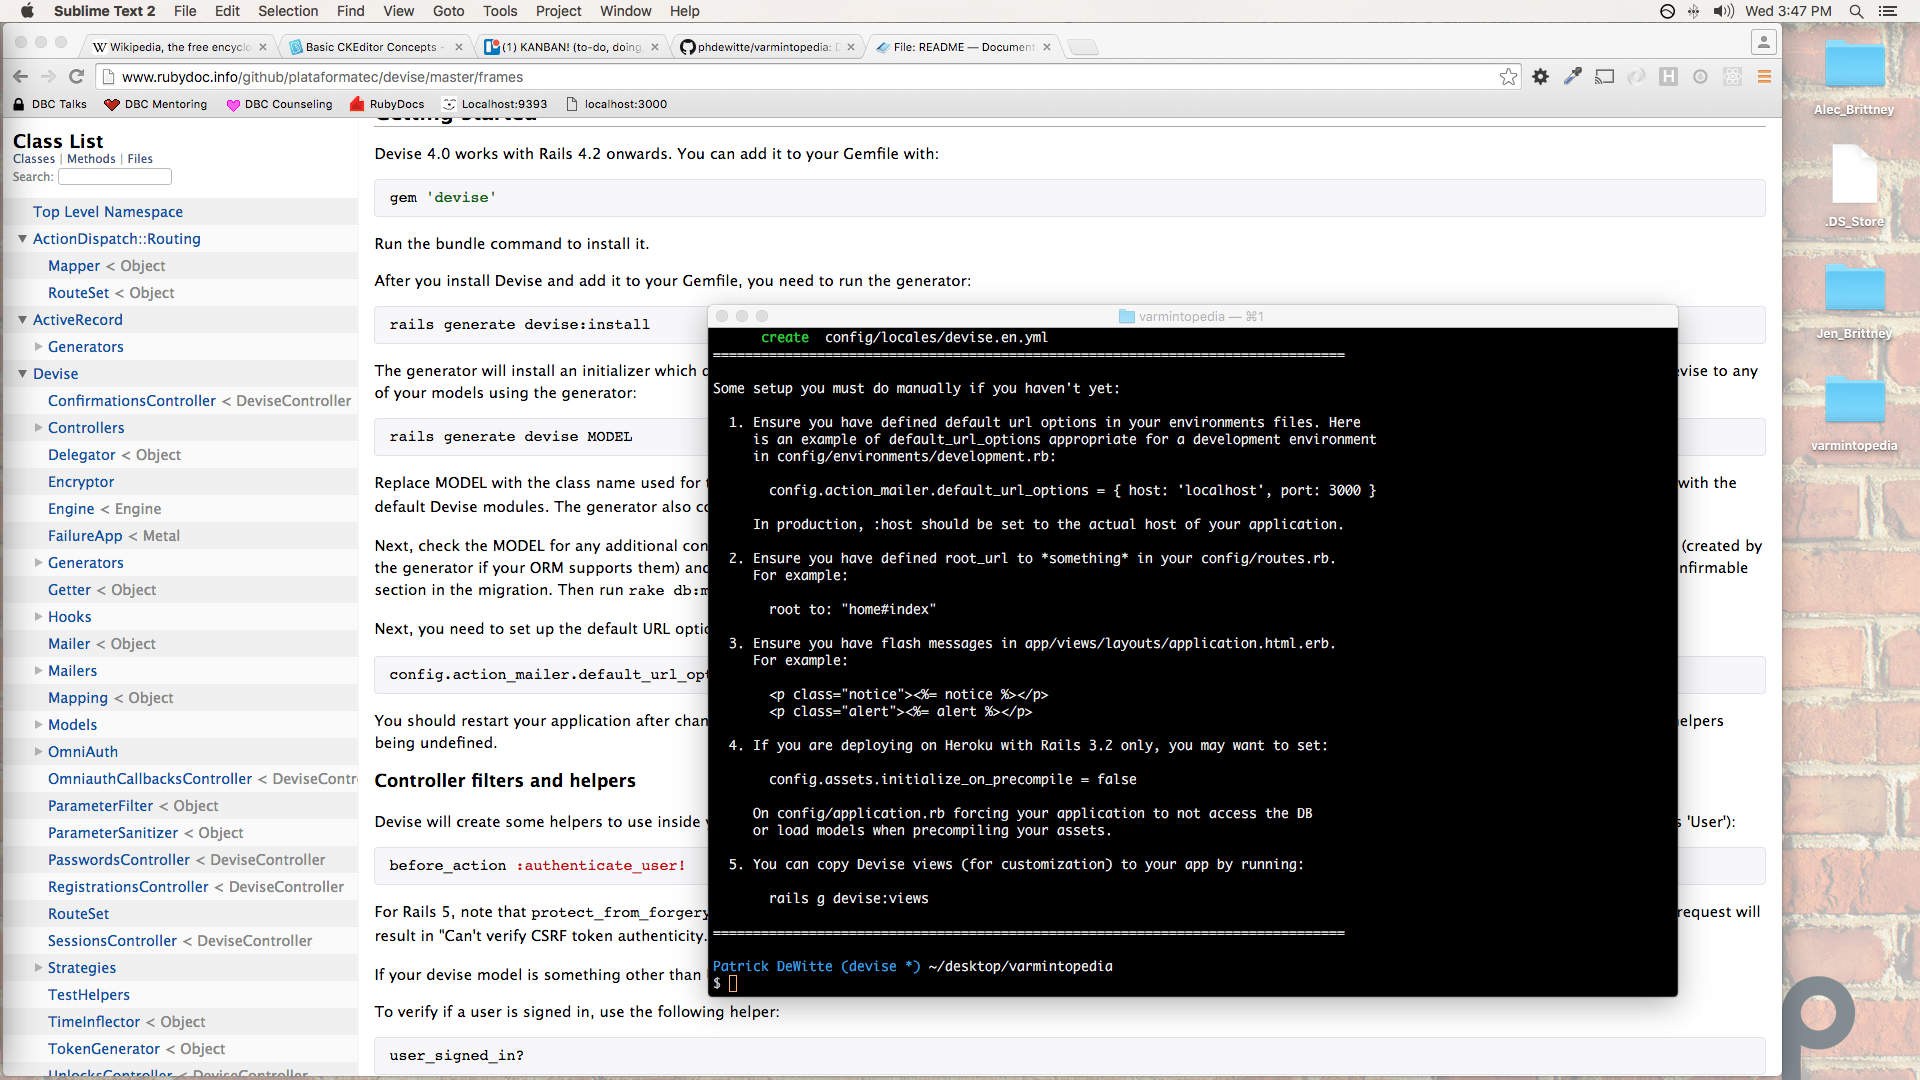 Sublime Text 2 File Edit Selection Find View Goto Tools Project Window Help Wed 3:47 PM
Wikipedia, the free encyclo Basic CKEditor Concepts - (1) KANBAN! (to-do, doing, phdewitte/varmintopedia: D File: README — Document
www.rubydoc.info/github/plataformatec/devise/master/frames
DBC Talks DBC Mentoring DBC Counseling RubyDocs Localhost:9393 localhost:3000
Class List
Classes | Methods | Files
Search:
Top Level Namespace
ActionDispatch::Routing
Mapper < Object
RouteSet < Object
ActiveRecord
Generators
Devise
ConfirmationsController < DeviseController
Controllers
Delegator < Object
Encryptor
Engine < Engine
FailureApp < Metal
Generators
Getter < Object
Hooks
Mailer < Object
Mailers
Mapping < Object
Models
OmniAuth
OmniauthCallbacksController < DeviseContr
ParameterFilter < Object
ParameterSanitizer < Object
PasswordsController < DeviseController
RegistrationsController < DeviseController
RouteSet
SessionsController < DeviseController
Strategies
TestHelpers
TimeInflector < Object
TokenGenerator < Object
UnlocksController < DeviseController
Getting started
Devise 4.0 works with Rails 4.2 onwards. You can add it to your Gemfile with:
gem 'devise'
Run the bundle command to install it.
After you install Devise and add it to your Gemfile, you need to run the generator:
rails generate devise:install
The generator will install an initializer which d evise to any
of your models using the generator:
rails generate devise MODEL
Replace MODEL with the class name used for t with the
default Devise modules. The generator also co
Next, check the MODEL for any additional con (created by
the generator if your ORM supports them) and nfirmable
section in the migration. Then run rake db:m
Next, you need to set up the default URL optio
config.action_mailer.default_url_opt
You should restart your application after chan elpers
being undefined.
Controller filters and helpers
Devise will create some helpers to use inside y s 'User'):
before_action :authenticate_user!
For Rails 5, note that protect_from_forgery request will
result in "Can't verify CSRF token authenticity.
If your devise model is something other than
To verify if a user is signed in, use the following helper:
user_signed_in?
varmintopedia — ⌘1
create config/locales/devise.en.yml
===============================================================================
Some setup you must do manually if you haven't yet:
1. Ensure you have defined default url options in your environments files. Here
is an example of default_url_options appropriate for a development environment
in config/environments/development.rb:
config.action_mailer.default_url_options = { host: 'localhost', port: 3000 }
In production, :host should be set to the actual host of your application.
2. Ensure you have defined root_url to *something* in your config/routes.rb.
For example:
root to: "home#index"
3. Ensure you have flash messages in app/views/layouts/application.html.erb.
For example:
<p class="notice"><%= notice %></p>
<p class="alert"><%= alert %></p>
4. If you are deploying on Heroku with Rails 3.2 only, you may want to set:
config.assets.initialize_on_precompile = false
On config/application.rb forcing your application to not access the DB
or load models when precompiling your assets.
5. You can copy Devise views (for customization) to your app by running:
rails g devise:views
===============================================================================
Patrick DeWitte (devise *) ~/desktop/varmintopedia
$
Alec_Brittney
.DS_Store
Jen_Brittney
varmintopedia